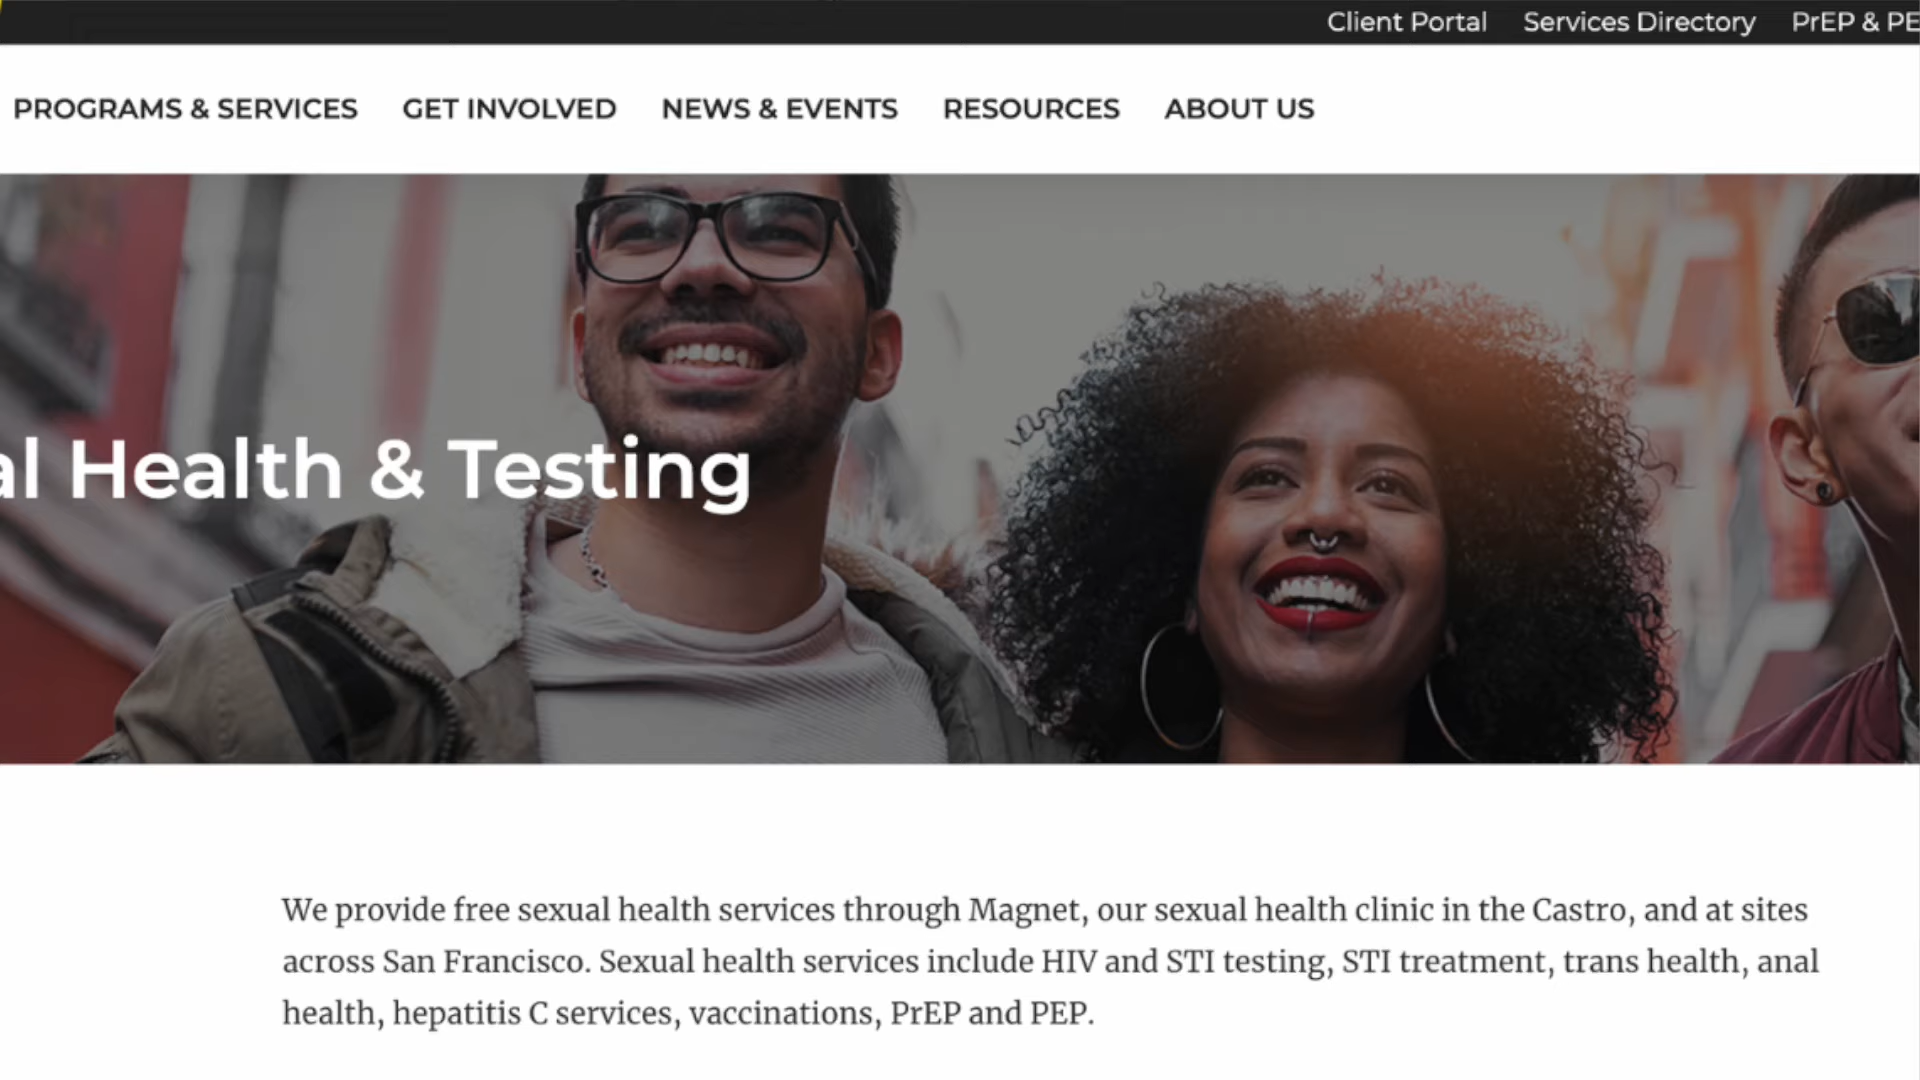 Client Portal Services Directory PrEP &
PROGRAMS & SERVICES GET INVOLVED NEWS & EVENTS RESOURCES ABOUT US
Health & Testing
We provide free sexual health services through Magnet, our sexual health clinic in the Castro, and at sites
across San Francisco. Sexual health services include HIV and STI testing, STI treatment, trans health, anal
health, hepatitis C services, vaccinations, PrEP and PEP.